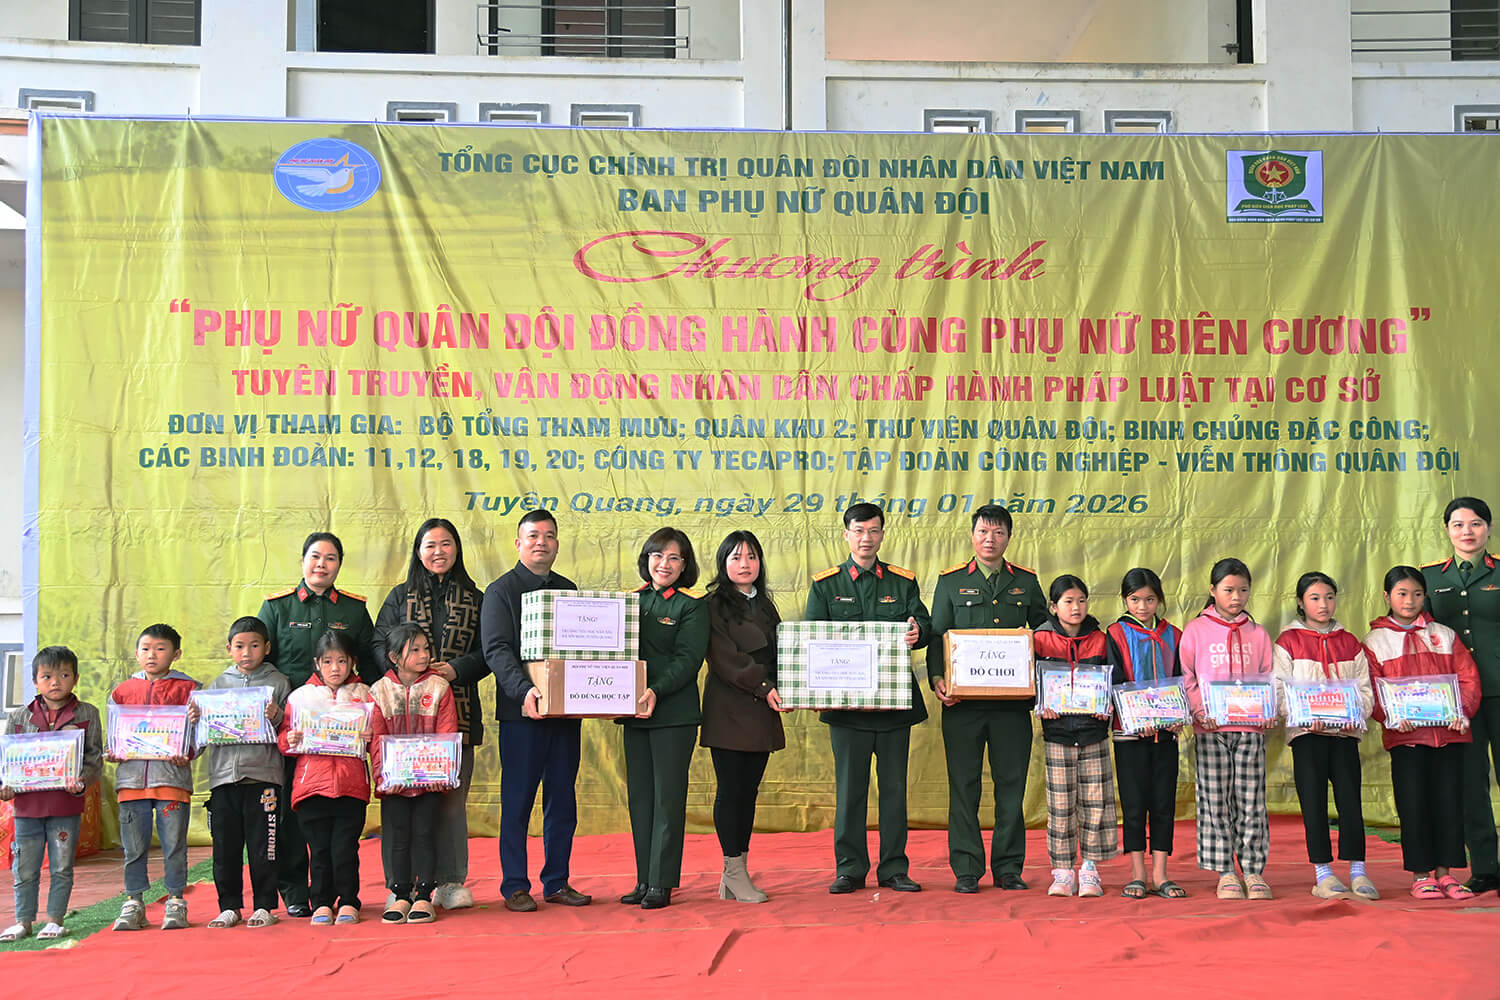 TỔNG CỤC CHÍNH TRỊ QUÂN ĐỘI NHÂN DÂN VIỆT NAM
BAN PHỤ NỮ QUÂN ĐỘI
Chương trình
“PHỤ NỮ QUÂN ĐỘI ĐỒNG HÀNH CÙNG PHỤ NỮ BIÊN CƯƠNG”
TUYÊN TRUYỀN, VẬN ĐỘNG NHÂN DÂN CHẤP HÀNH PHÁP LUẬT TẠI CƠ SỞ
ĐƠN VỊ THAM GIA: BỘ TỔNG THAM MƯU; QUÂN KHU 2; THƯ VIỆN QUÂN ĐỘI; BINH CHỦNG ĐẶC CÔNG;
CÁC BINH ĐOÀN: 11,12, 18, 19, 20; CÔNG TY TECAPRO; TẬP ĐOÀN CÔNG NGHIỆP - VIỄN THÔNG QUÂN ĐỘI
Tuyên Quang, ngày 29 tháng 01 năm 2026
TẶNG!
TẶNG
ĐỒ DÙNG HỌC TẬP
TẶNG!
TẶNG
ĐỒ CHƠI
collect
group
STRONG